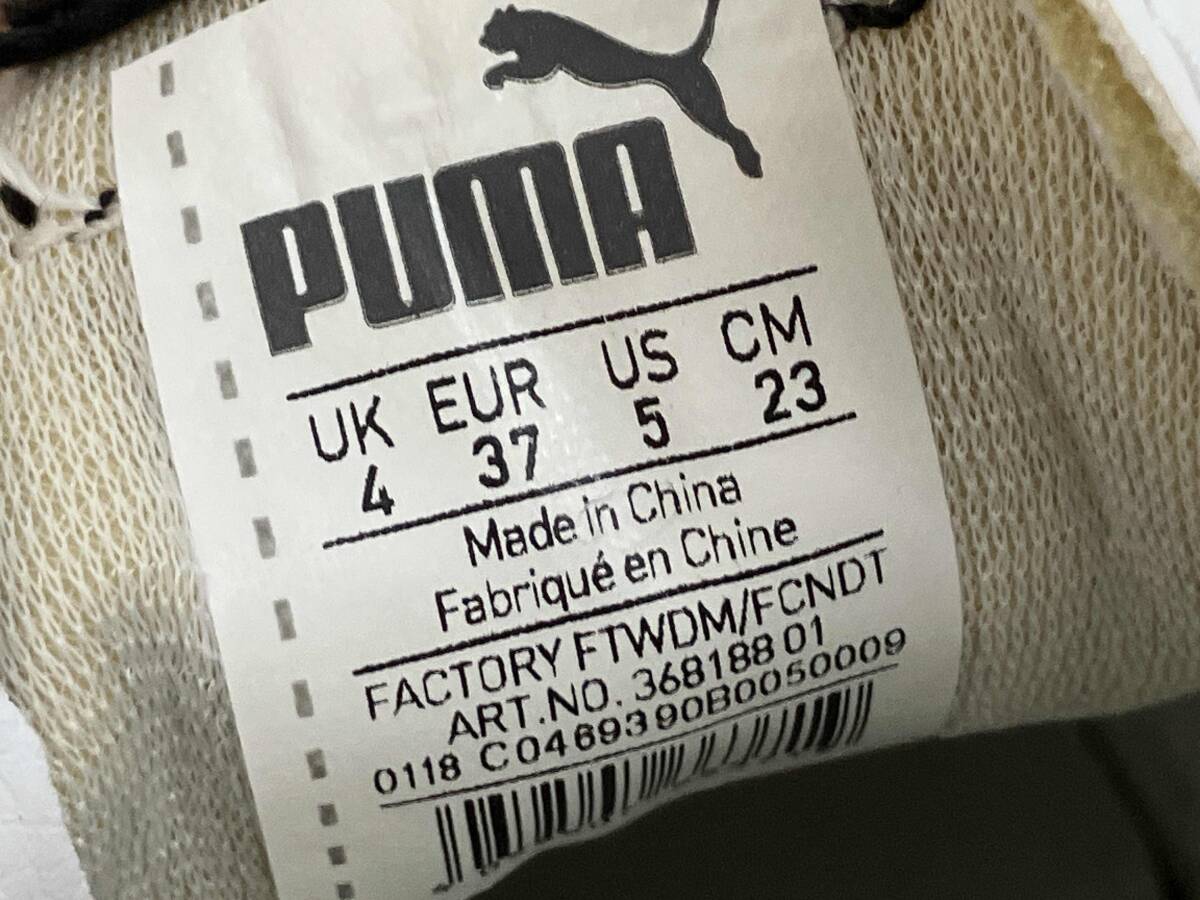 PUMA
UK EUR US CM
4 37 5 23
Made in China
Fabriqué en Chine
FACTORY FTWDM/FCNDT
ART.NO. 368188 01
0118 C0469390B0050009